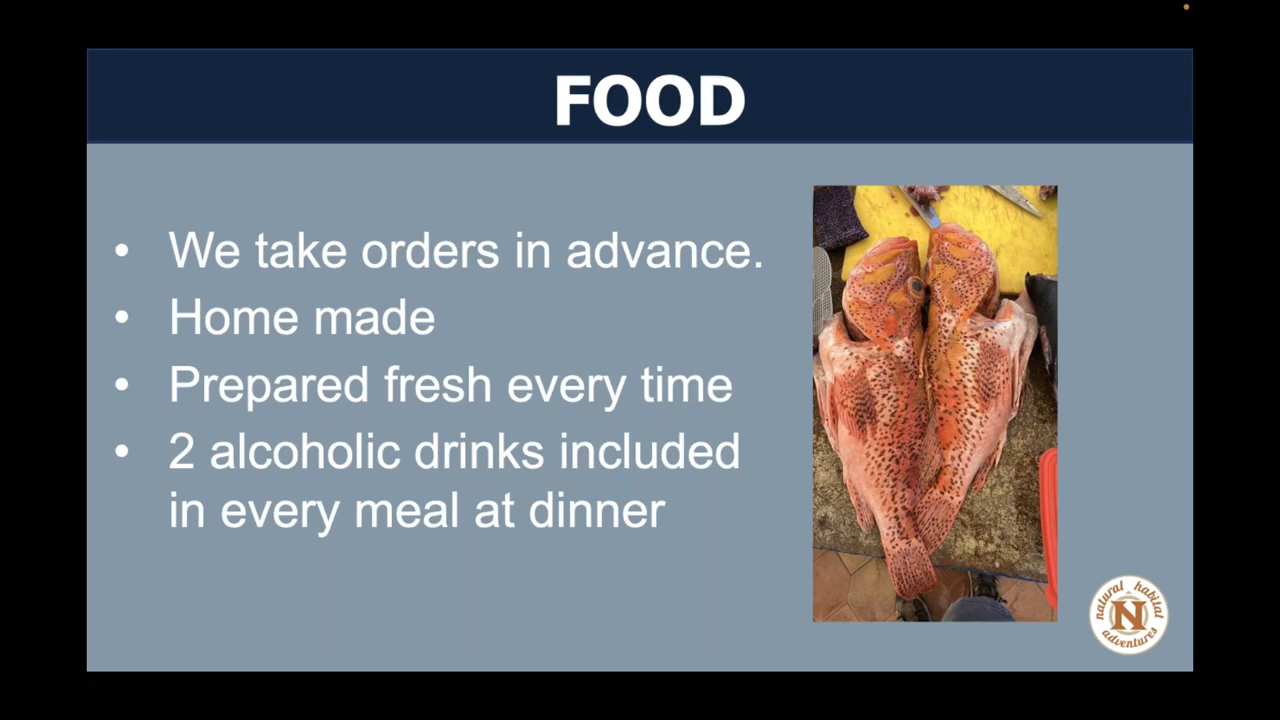 FOOD
• We take orders in advance.
• Home made
• Prepared fresh every time
• 2 alcoholic drinks included
in every meal at dinner
natural habitat
N
adventures